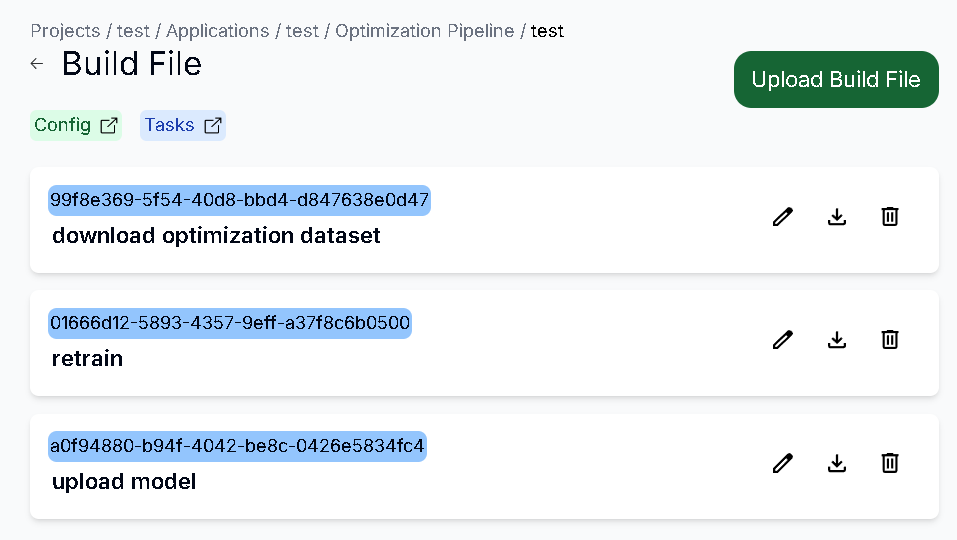 Projects / test / Applications / test / Optimization Pipeline / test
Build File
Upload Build File
Config
Tasks
99f8e369-5f54-40d8-bbd4-d847638e0d47
download optimization dataset
01666d12-5893-4357-9eff-a37f8c6b0500
retrain
a0f94880-b94f-4042-be8c-0426e5834fc4
upload model